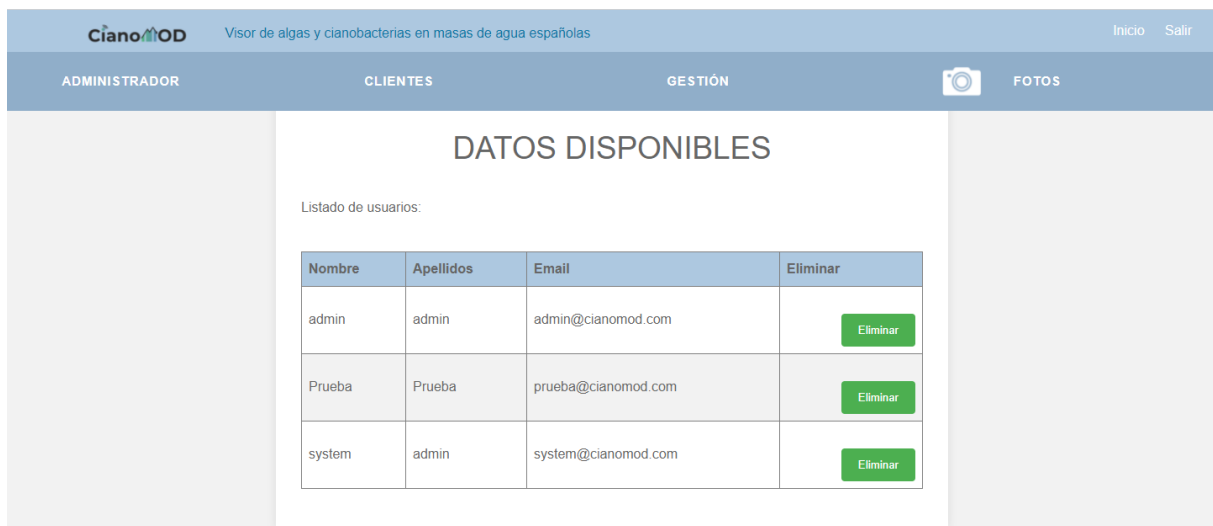 CianoMOD Visor de algas y cianobacterias en masas de agua españolas Inicio Salir
ADMINISTRADOR CLIENTES GESTIÓN FOTOS
DATOS DISPONIBLES
Listado de usuarios:
Nombre Apellidos Email Eliminar
admin admin admin@cianomod.com Eliminar
Prueba Prueba prueba@cianomod.com Eliminar
system admin system@cianomod.com Eliminar